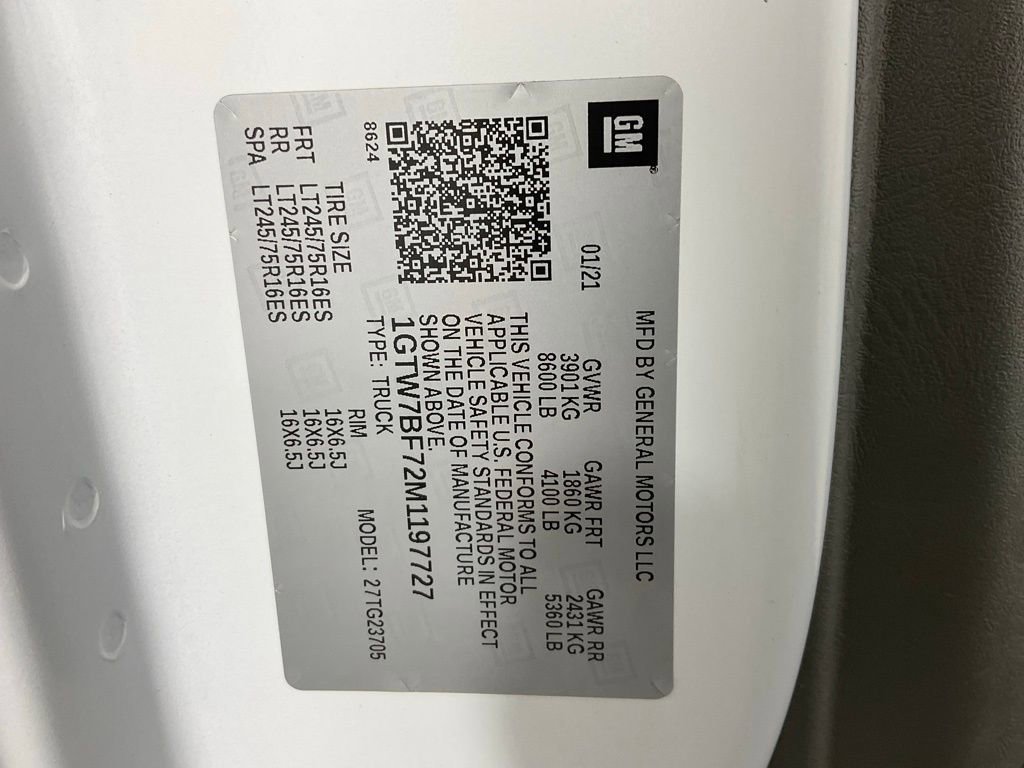 GM®
MFD BY GENERAL MOTORS LLC
01/21
GVWR GAWR FRT GAWR RR
3901 KG 1860 KG 2431 KG
8600 LB 4100 LB 5360 LB
THIS VEHICLE CONFORMS TO ALL
APPLICABLE U.S. FEDERAL MOTOR
VEHICLE SAFETY STANDARDS IN EFFECT
ON THE DATE OF MANUFACTURE
SHOWN ABOVE.
1GTW7BF72M1197727
8624
TYPE: TRUCK MODEL: 27TG23705
TIRE SIZE RIM
FRT LT245/75R16ES 16X6.5J
RR LT245/75R16ES 16X6.5J
SPA LT245/75R16ES 16X6.5J